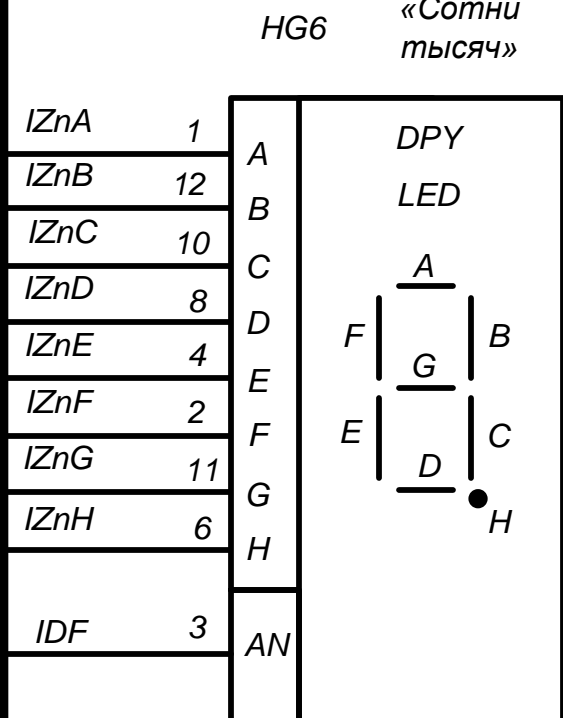 HG6
«Сотни
тысяч»
IZnA 1 A
IZnB 12 B
IZnC 10 C
IZnD 8 D
IZnE 4 E
IZnF 2 F
IZnG 11 G
IZnH 6 H
IDF 3 AN
DPY
LED
A
F B
G
E C
D
H